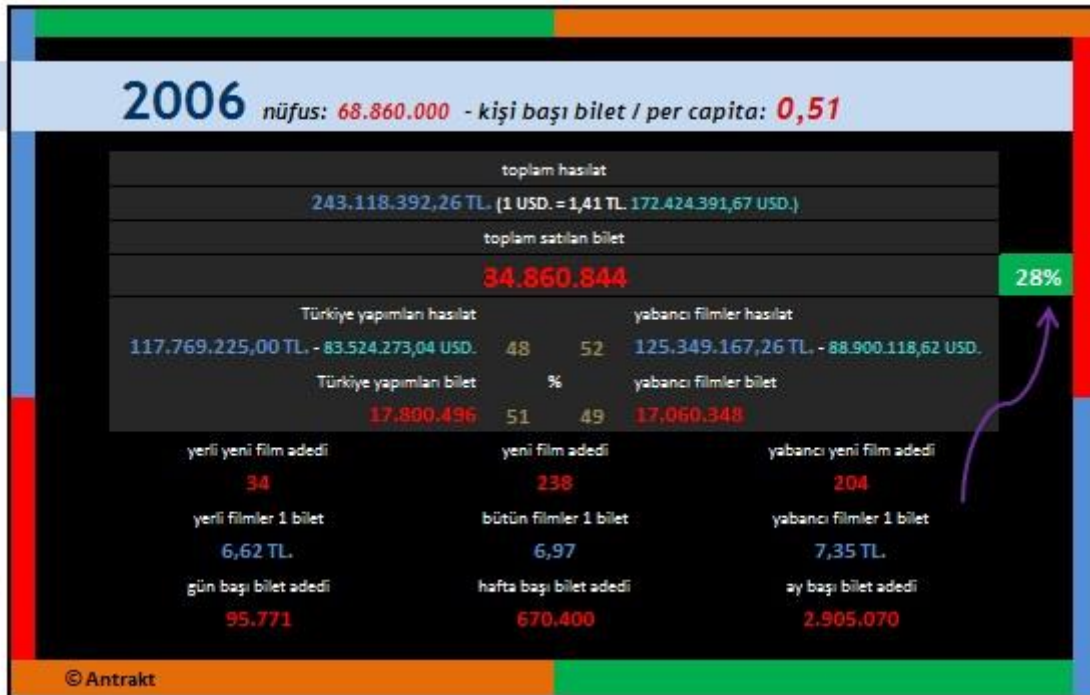 2006 nüfus: 68.860.000 - kişi başı bilet / per capita: 0,51
toplam hasılat
243.118.392,26 TL. (1 USD. = 1,41 TL. 172.424.391,67 USD.)
toplam satılan bilet
34.860.844 28%
Türkiye yapımları hasılat yabancı filmler hasılat
117.769.225,00 TL. - 83.524.273,04 USD. 48 52 125.349.167,26 TL. - 88.900.118,62 USD.
Türkiye yapımları bilet % yabancı filmler bilet
17.800.496 51 49 17,060.348
yerli yeni film adedi yeni film adedi yabancı yeni film adedi
34 238 204
yerli filmler 1 bilet bütün filmler 1 bilet yabancı filmler 1 bilet
6,62 TL. 6,97 7,35 TL.
gün başı bilet adedi hafta başı bilet adedi ay başı bilet adedi
95.771 670.400 2.905.070
© Antrakt